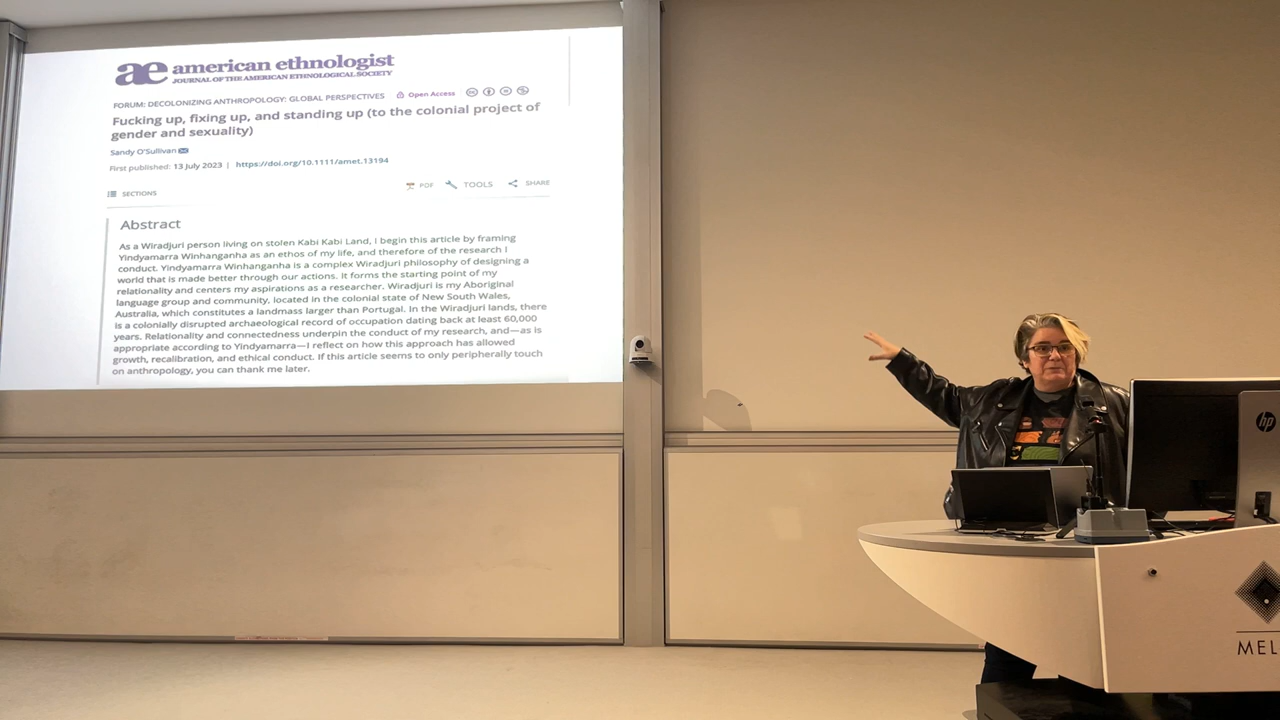 ae american ethnologist
JOURNAL OF THE AMERICAN ETHNOLOGICAL SOCIETY
FORUM: DECOLONIZING ANTHROPOLOGY: GLOBAL PERSPECTIVES Open Access
Fucking up, fixing up, and standing up (to the colonial project of
gender and sexuality)
Sandy O'Sullivan
First published: 13 July 2023 | https://doi.org/10.1111/amet.13194
SECTIONS PDF TOOLS SHARE
Abstract
As a Wiradjuri person living on stolen Kabi Kabi Land, I begin this article by framing
Yindyamarra Winhanganha as an ethos of my life, and therefore of the research I
conduct. Yindyamarra Winhanganha is a complex Wiradjuri philosophy of designing a
world that is made better through our actions. It forms the starting point of my
relationality and centers my aspirations as a researcher. Wiradjuri is my Aboriginal
language group and community, located in the colonial state of New South Wales,
Australia, which constitutes a landmass larger than Portugal. In the Wiradjuri lands, there
is a colonially disrupted archaeological record of occupation dating back at least 60,000
years. Relationality and connectedness underpin the conduct of my research, and—as is
appropriate according to Yindyamarra—I reflect on how this approach has allowed
growth, recalibration, and ethical conduct. If this article seems to only peripherally touch
on anthropology, you can thank me later.
hp
MEL